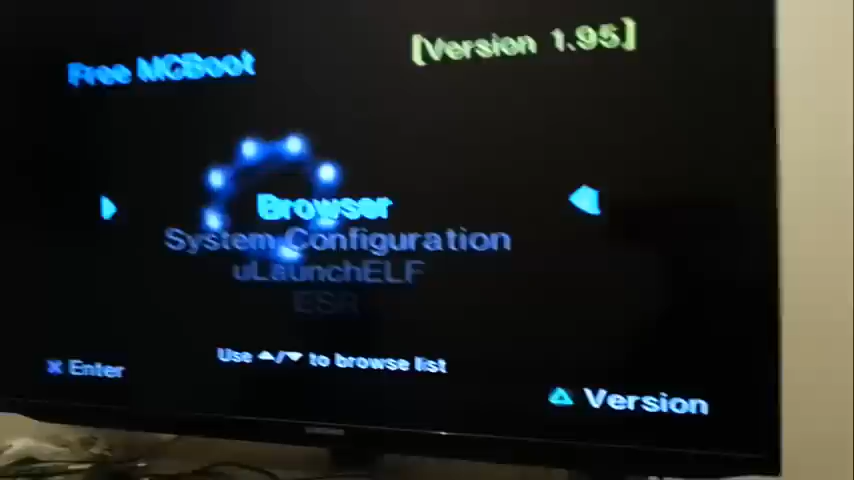 Free MCBoot
[Version 1.95]
Browser
System Configuration
uLaunchELF
ESR
Use ▲/▼ to browse list
X Enter
△ Version